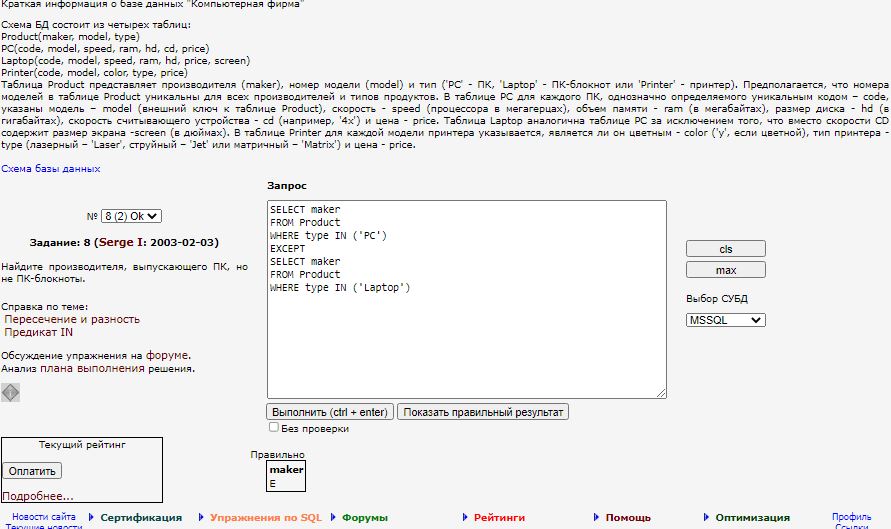 Краткая информация о базе данных "Компьютерная фирма"
Схема БД состоит из четырех таблиц:
Product(maker, model, type)
PC(code, model, speed, ram, hd, cd, price)
Laptop(code, model, speed, ram, hd, price, screen)
Printer(code, model, color, type, price)
Таблица Product представляет производителя (maker), номер модели (model) и тип ('PC' - ПК, 'Laptop' - ПК-блокнот или 'Printer' - принтер). Предполагается, что номера
моделей в таблице Product уникальны для всех производителей и типов продуктов. В таблице PC для каждого ПК, однозначно определяемого уникальным кодом – code,
указаны модель – model (внешний ключ к таблице Product), скорость - speed (процессора в мегагерцах), объем памяти - ram (в мегабайтах), размер диска - hd (в
гигабайтах), скорость считывающего устройства - cd (например, '4x') и цена - price. Таблица Laptop аналогична таблице РС за исключением того, что вместо скорости CD
содержит размер экрана -screen (в дюймах). В таблице Printer для каждой модели принтера указывается, является ли он цветным - color ('y', если цветной), тип принтера -
type (лазерный – 'Laser', струйный – 'Jet' или матричный – 'Matrix') и цена - price.
Схема базы данных
Запрос
№ 8 (2) Ok
Задание: 8 (Serge I: 2003-02-03)
Найдите производителя, выпускающего ПК, но
не ПК-блокноты.
Справка по теме:
Пересечение и разность
Предикат IN
Обсуждение упражнения на форуме.
Анализ плана выполнения решения.
SELECT maker
FROM Product
WHERE type IN ('PC')
EXCEPT
SELECT maker
FROM Product
WHERE type IN ('Laptop')
cls
max
Выбор СУБД
MSSQL
Выполнить (ctrl + enter) Показать правильный результат
Без проверки
Текущий рейтинг
Оплатить
Подробнее...
Правильно
maker
E
Новости сайта Сертификация Упражнения по SQL Форумы Рейтинги Помощь Оптимизация Профиль
Текущие новости Ссылки